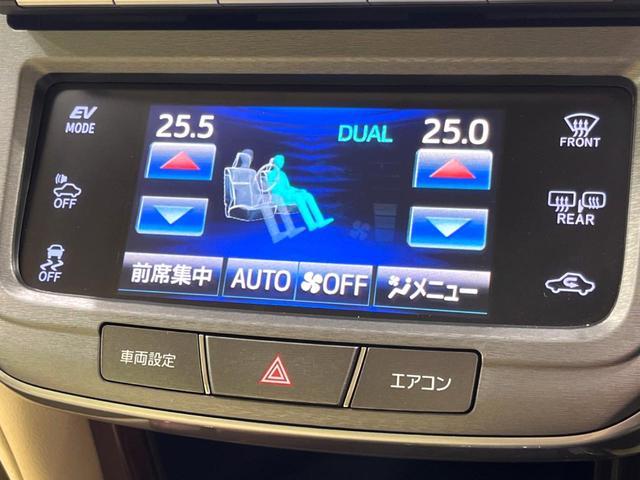 EV
MODE
OFF
OFF
25.5
DUAL
25.0
前席集中
AUTO
OFF
メニュー
FRONT
REAR
車両設定
エアコン